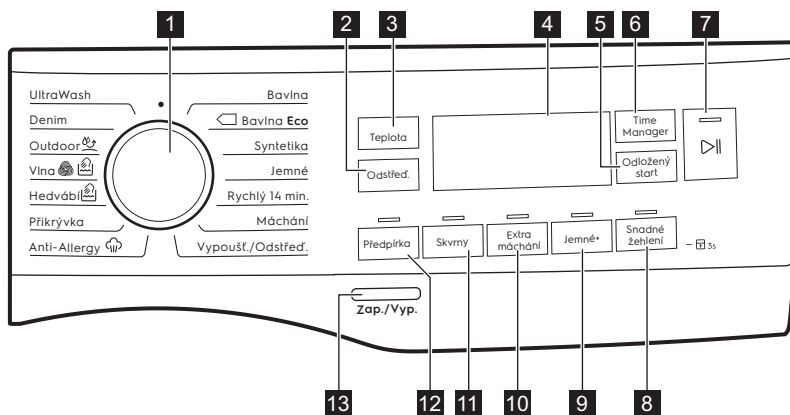 1
2
3
4
5
6
7
UltraWash
Denim
Outdoor
Vlna
Hedvábí
Přikrývka
Anti-Allergy
Bavlna
Bavlna Eco
Syntetika
Jemné
Rychlý 14 min.
Máchání
Vypoušť./Odstřeď.
Teplota
Odstřeď.
Time
Manager
Odložený
start
Předpírka
Skvrny
Extra
máchání
Jemné+
Snadné
žehlení
3s
Zap./Vyp.
13
12
11
10
9
8